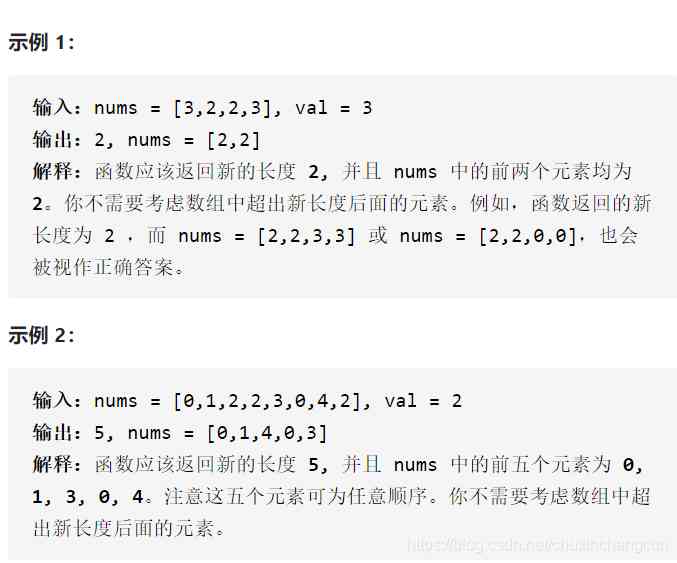 示例 1：
输入：nums = [3,2,2,3], val = 3
输出：2, nums = [2,2]
解释：函数应该返回新的长度 2, 并且 nums 中的前两个元素均为
2。你不需要考虑数组中超出新长度后面的元素。例如，函数返回的新
长度为 2 ，而 nums = [2,2,3,3] 或 nums = [2,2,0,0]，也会
被视作正确答案。
示例 2：
输入：nums = [0,1,2,2,3,0,4,2], val = 2
输出：5, nums = [0,1,4,0,3]
解释：函数应该返回新的长度 5, 并且 nums 中的前五个元素为 0,
1, 3, 0, 4。注意这五个元素可为任意顺序。你不需要考虑数组中超
出新长度后面的元素。